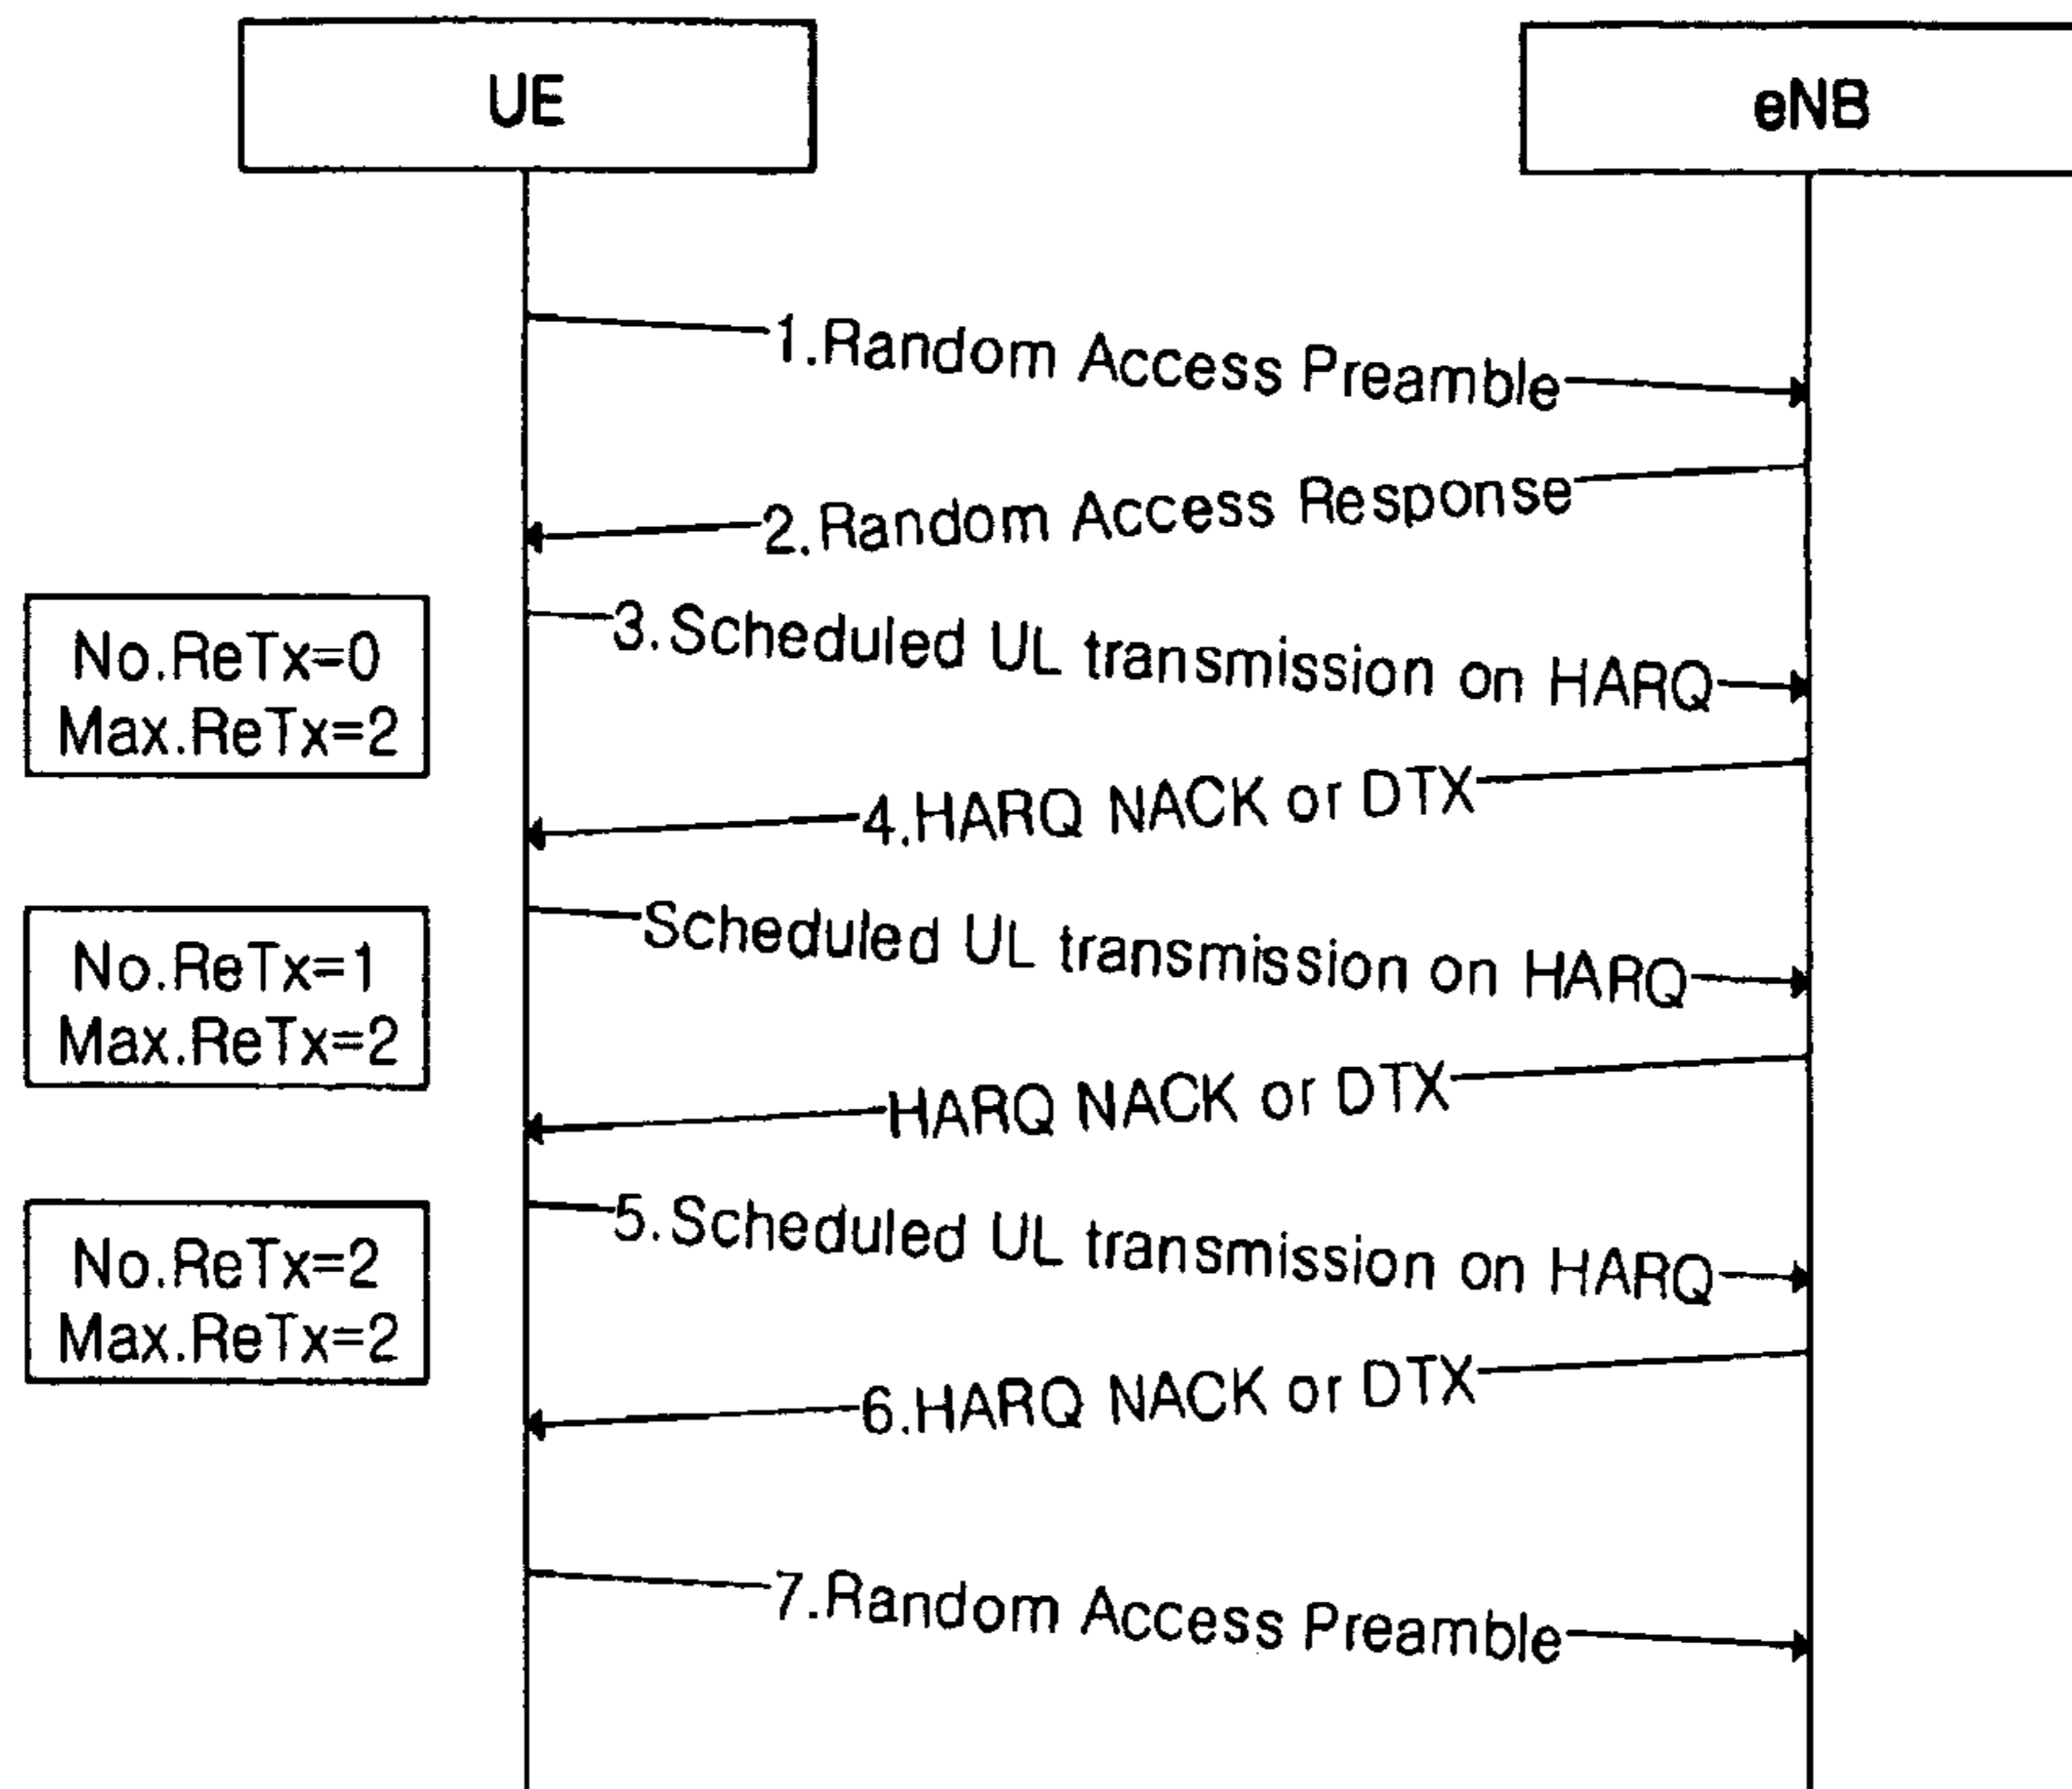 UE
eNB
1.Random Access Preamble
2.Random Access Response
3.Scheduled UL transmission on HARQ
No.ReTx=0
Max.ReTx=2
4.HARQ NACK or DTX
Scheduled UL transmission on HARQ
No.ReTx=1
Max.ReTx=2
HARQ NACK or DTX
5.Scheduled UL transmission on HARQ
No.ReTx=2
Max.ReTx=2
6.HARQ NACK or DTX
7.Random Access Preamble